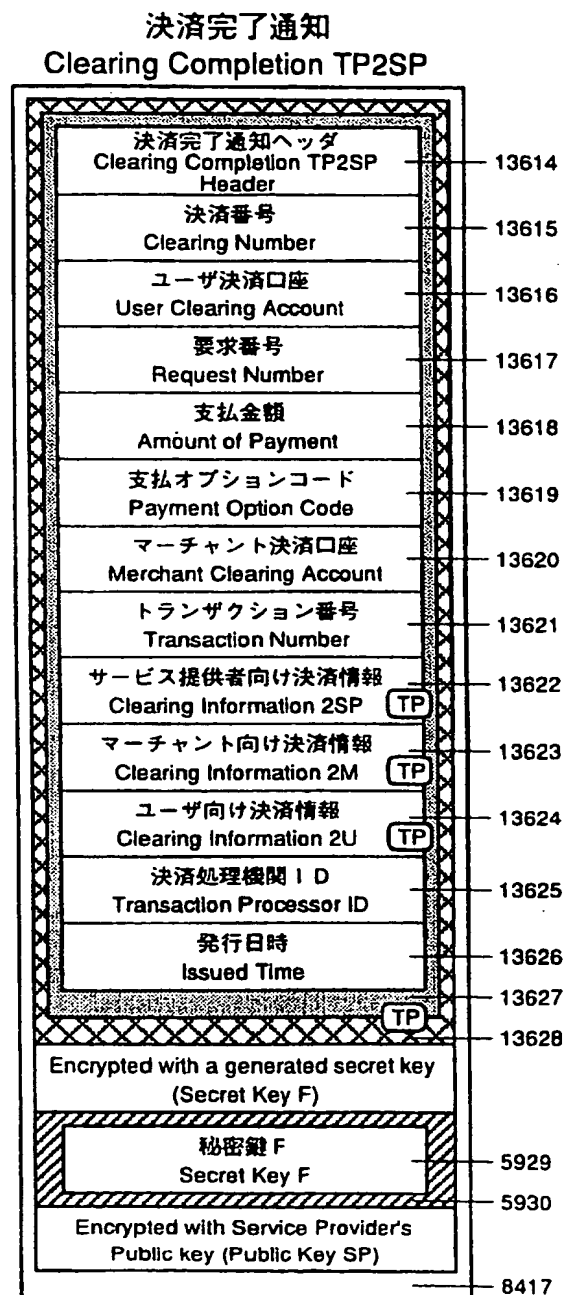 決済完了通知
Clearing Completion TP2SP
決済完了通知ヘッダ
Clearing Completion TP2SP
Header
13614
決済番号
Clearing Number
13615
ユーザ決済口座
User Clearing Account
13616
要求番号
Request Number
13617
支払金額
Amount of Payment
13618
支払オプションコード
Payment Option Code
13619
マーチャント決済口座
Merchant Clearing Account
13620
トランザクション番号
Transaction Number
13621
サービス提供者向け決済情報
Clearing Information 2SP
TP
13622
マーチャント向け決済情報
Clearing Information 2M
TP
13623
ユーザ向け決済情報
Clearing Information 2U
TP
13624
決済処理機関ID
Transaction Processor ID
13625
発行日時
Issued Time
13626
13627
TP
13628
Encrypted with a generated secret key
(Secret Key F)
秘密鍵F
Secret Key F
5929
5930
Encrypted with Service Provider's
Public key (Public Key SP)
8417